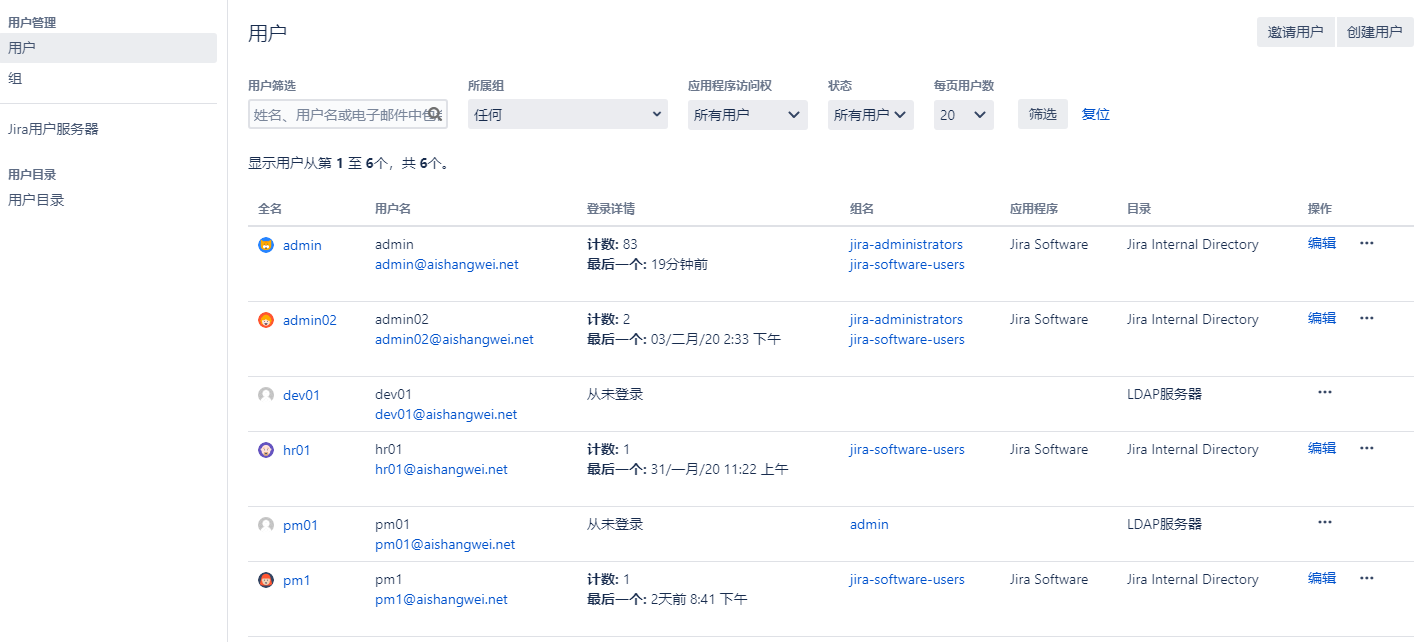 用户管理
用户
组
Jira用户服务器
用户目录
用户目录
用户
邀请用户 创建用户
用户筛选 所属组 应用程序访问权 状态 每页用户数
姓名、用户名或电子邮件中包 任何 所有用户 所有用户 20 筛选 复位
显示用户从第 1 至 6个，共 6个。
全名 用户名 登录详情 组名 应用程序 目录 操作
admin admin 计数: 83 jira-administrators Jira Software Jira Internal Directory 编辑 •••
admin@aishangwei.net 最后一个: 19分钟前 jira-software-users
admin02 admin02 计数: 2 jira-administrators Jira Software Jira Internal Directory 编辑 •••
admin02@aishangwei.net 最后一个: 03/二月/20 2:33 下午 jira-software-users
dev01 dev01 从未登录 LDAP服务器 •••
dev01@aishangwei.net
hr01 hr01 计数: 1 jira-software-users Jira Software Jira Internal Directory 编辑 •••
hr01@aishangwei.net 最后一个: 31/一月/20 11:22 上午
pm01 pm01 从未登录 admin LDAP服务器 •••
pm01@aishangwei.net
pm1 pm1 计数: 1 jira-software-users Jira Software Jira Internal Directory 编辑 •••
pm1@aishangwei.net 最后一个: 2天前 8:41 下午